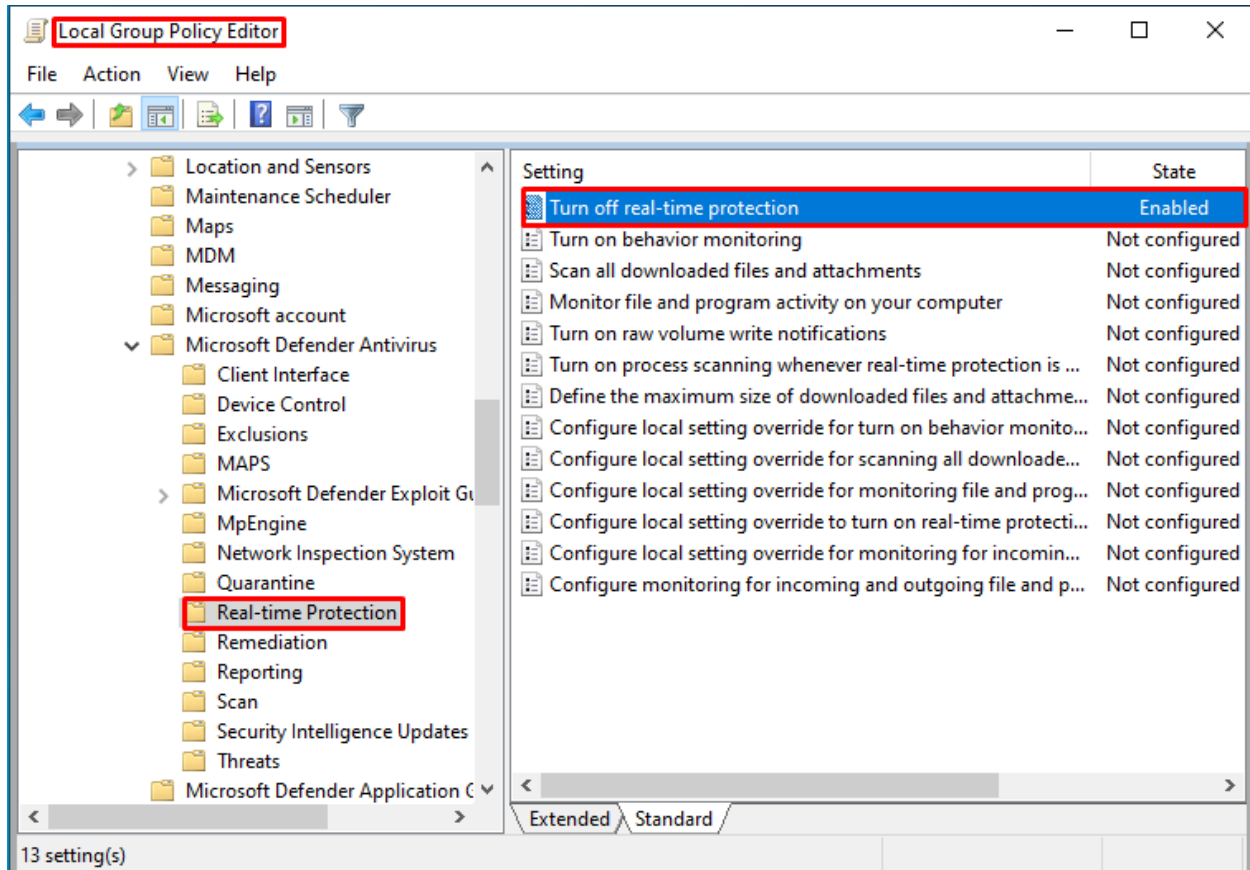 Local Group Policy Editor
File Action View Help
Location and Sensors
Maintenance Scheduler
Maps
MDM
Messaging
Microsoft account
Microsoft Defender Antivirus
Client Interface
Device Control
Exclusions
MAPS
Microsoft Defender Exploit Gu
MpEngine
Network Inspection System
Quarantine
Real-time Protection
Remediation
Reporting
Scan
Security Intelligence Updates
Threats
Microsoft Defender Application G
Setting State
Turn off real-time protection Enabled
Turn on behavior monitoring Not configured
Scan all downloaded files and attachments Not configured
Monitor file and program activity on your computer Not configured
Turn on raw volume write notifications Not configured
Turn on process scanning whenever real-time protection is ... Not configured
Define the maximum size of downloaded files and attachme... Not configured
Configure local setting override for turn on behavior monito... Not configured
Configure local setting override for scanning all downloade... Not configured
Configure local setting override for monitoring file and prog... Not configured
Configure local setting override to turn on real-time protecti... Not configured
Configure local setting override for monitoring for incomin... Not configured
Configure monitoring for incoming and outgoing file and p... Not configured
Extended Standard
13 setting(s)